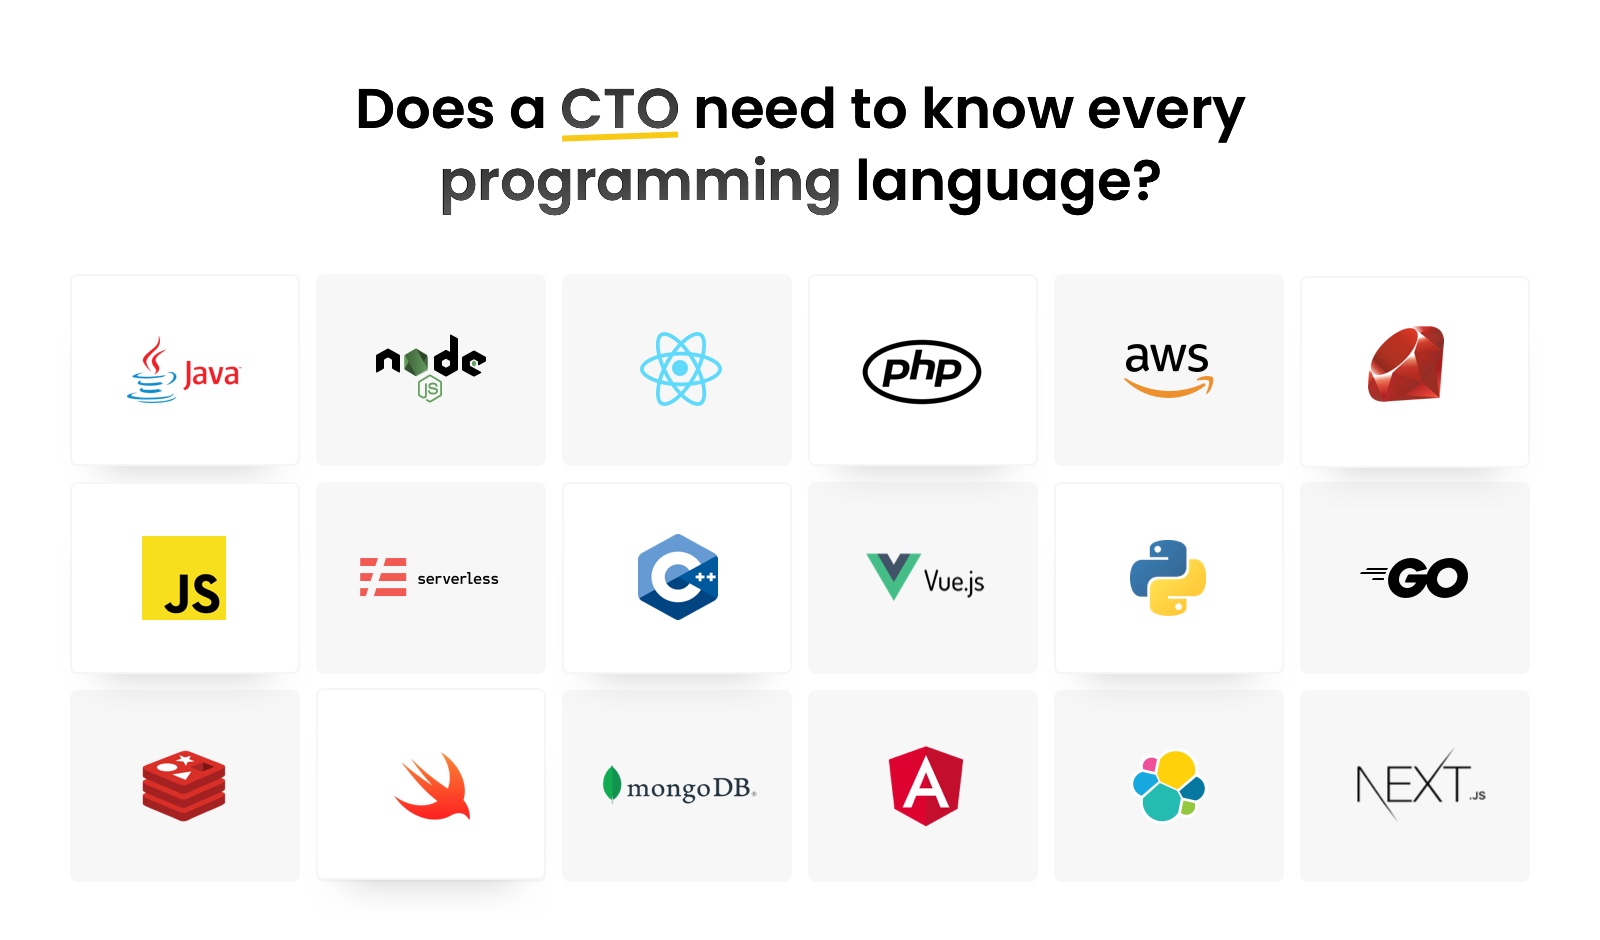 Does a CTO need to know every
programming language?
Java
node
JS
php
aws
JS
serverless
C++
Vue.js
GO
mongoDB®
A
NEXT.JS